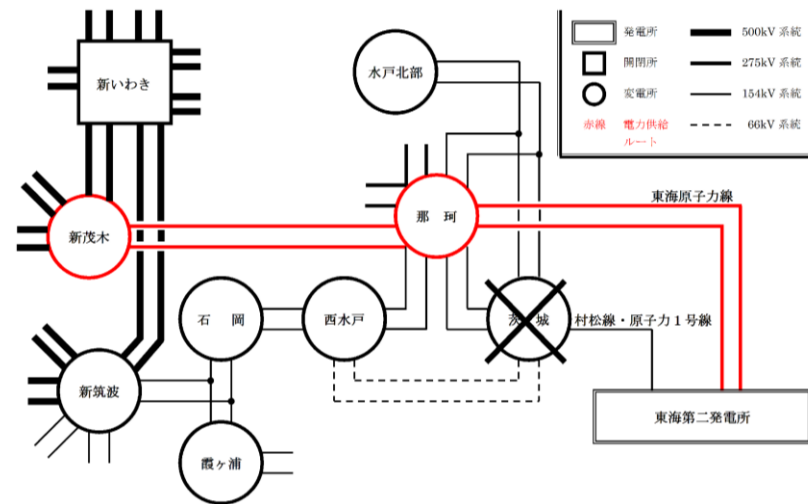 新いわき
水戸北部
発電所
500kV 系統
開閉所
275kV 系統
変電所
154kV 系統
赤線
電力供給
ルート
66kV 系統
新茂木
那 珂
東海原子力線
石 岡
西水戸
茨 城
村松線・原子力1号線
新筑波
東海第二発電所
霞ヶ浦